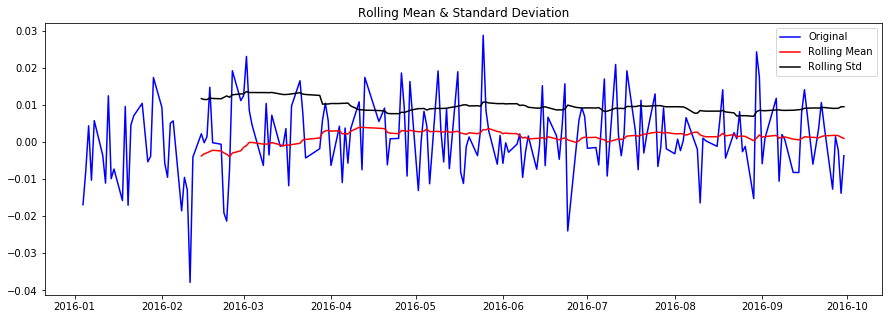 Rolling Mean & Standard Deviation
Original
Rolling Mean
Rolling Std
0.03
0.02
0.01
0.00
−0.01
−0.02
−0.03
−0.04
2016-01 2016-02 2016-03 2016-04 2016-05 2016-06 2016-07 2016-08 2016-09 2016-10